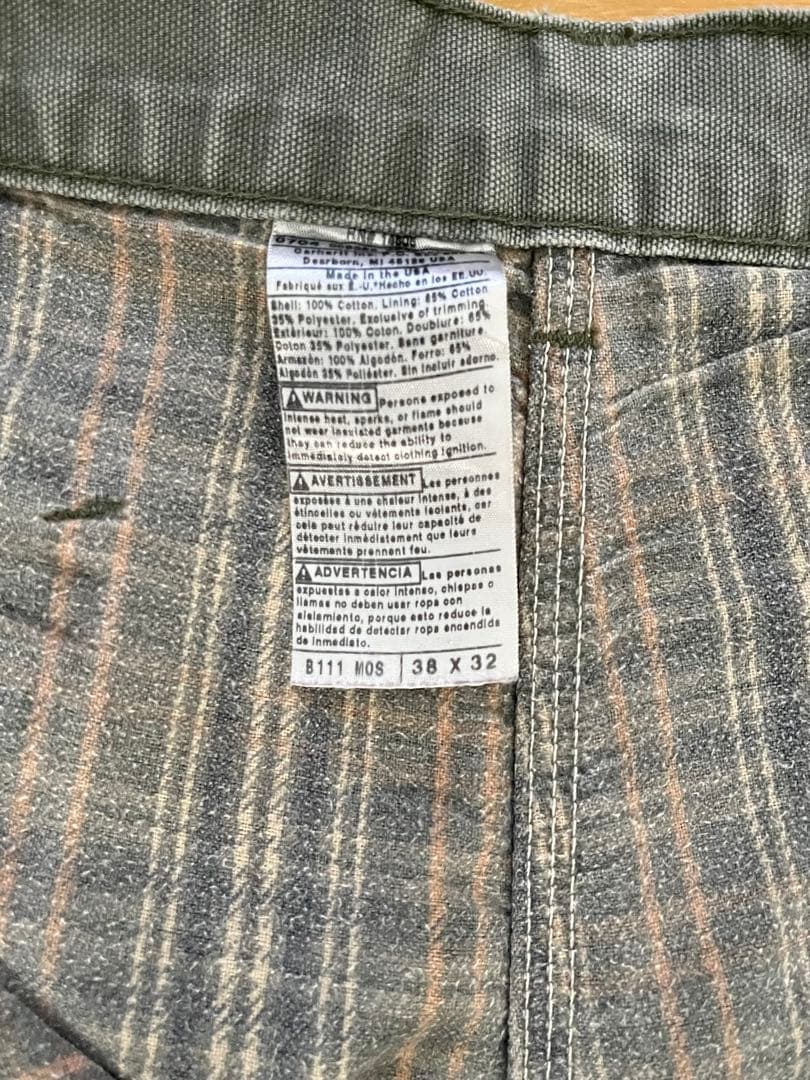 Carhartt
Dearborn, MI 48126 USA
Made in the USA
Fabriqué aux E.-U.*Hecho en los EE.UU.
Shell: 100% Cotton. Lining: 65% Cotton
35% Polyester. Exclusive of trimming.
Extérieur: 100% Coton. Doublure: 65%
Coton 35% Polyester. Sans garniture.
Armazón: 100% Algodón. Forro: 65%
Algodón 35% Poliéster. Sin incluir adorno.
WARNING Persons exposed to
intense heat, sparks, or flame should
not wear insulated garments because
they can reduce the ability to
immediately detect clothing ignition.
AVERTISSEMENT Les personnes
exposées à une chaleur intense, à des
étincelles ou vêtements isolants, car
cela peut réduire leur capacité de
détecter inmédiatement que leurs
vêtements prennent feu.
ADVERTENCIA Las personas
expuestas a calor intenso, chispas o
llamas no deben usar ropa con
aislamiento, porque esto reduce la
habilidad de detectar ropa encendida
de inmediato.
B111 MOS 38 X 32